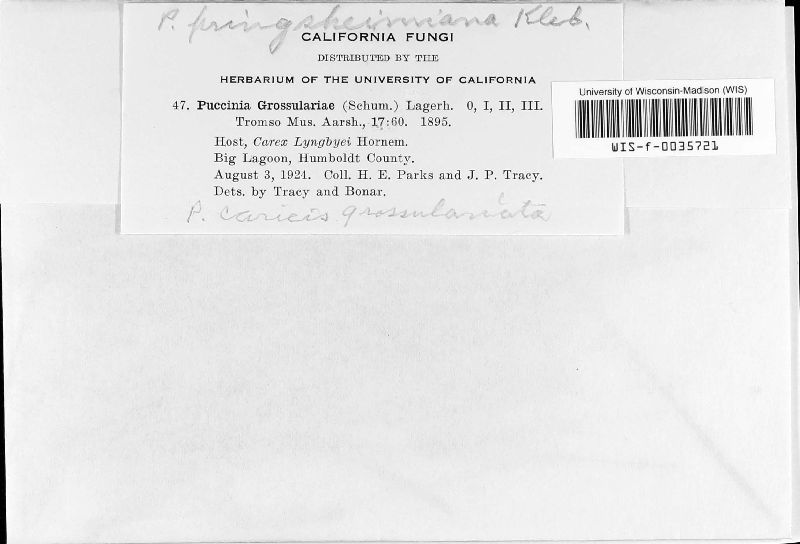 P. pringsheimiana Kleb.
CALIFORNIA FUNGI
DISTRIBUTED BY THE
HERBARIUM OF THE UNIVERSITY OF CALIFORNIA
47. Puccinia Grossulariae (Schum.) Lagerh. 0, I, II, III.
Tromso Mus. Aarsh., 17:60. 1895.
Host, Carex Lyngbyei Hornem.
Big Lagoon, Humboldt County.
August 3, 1924. Coll. H. E. Parks and J. P. Tracy.
Dets. by Tracy and Bonar.
P. caricis grossulariata
University of Wisconsin-Madison (WIS)
WIS-f-0035721